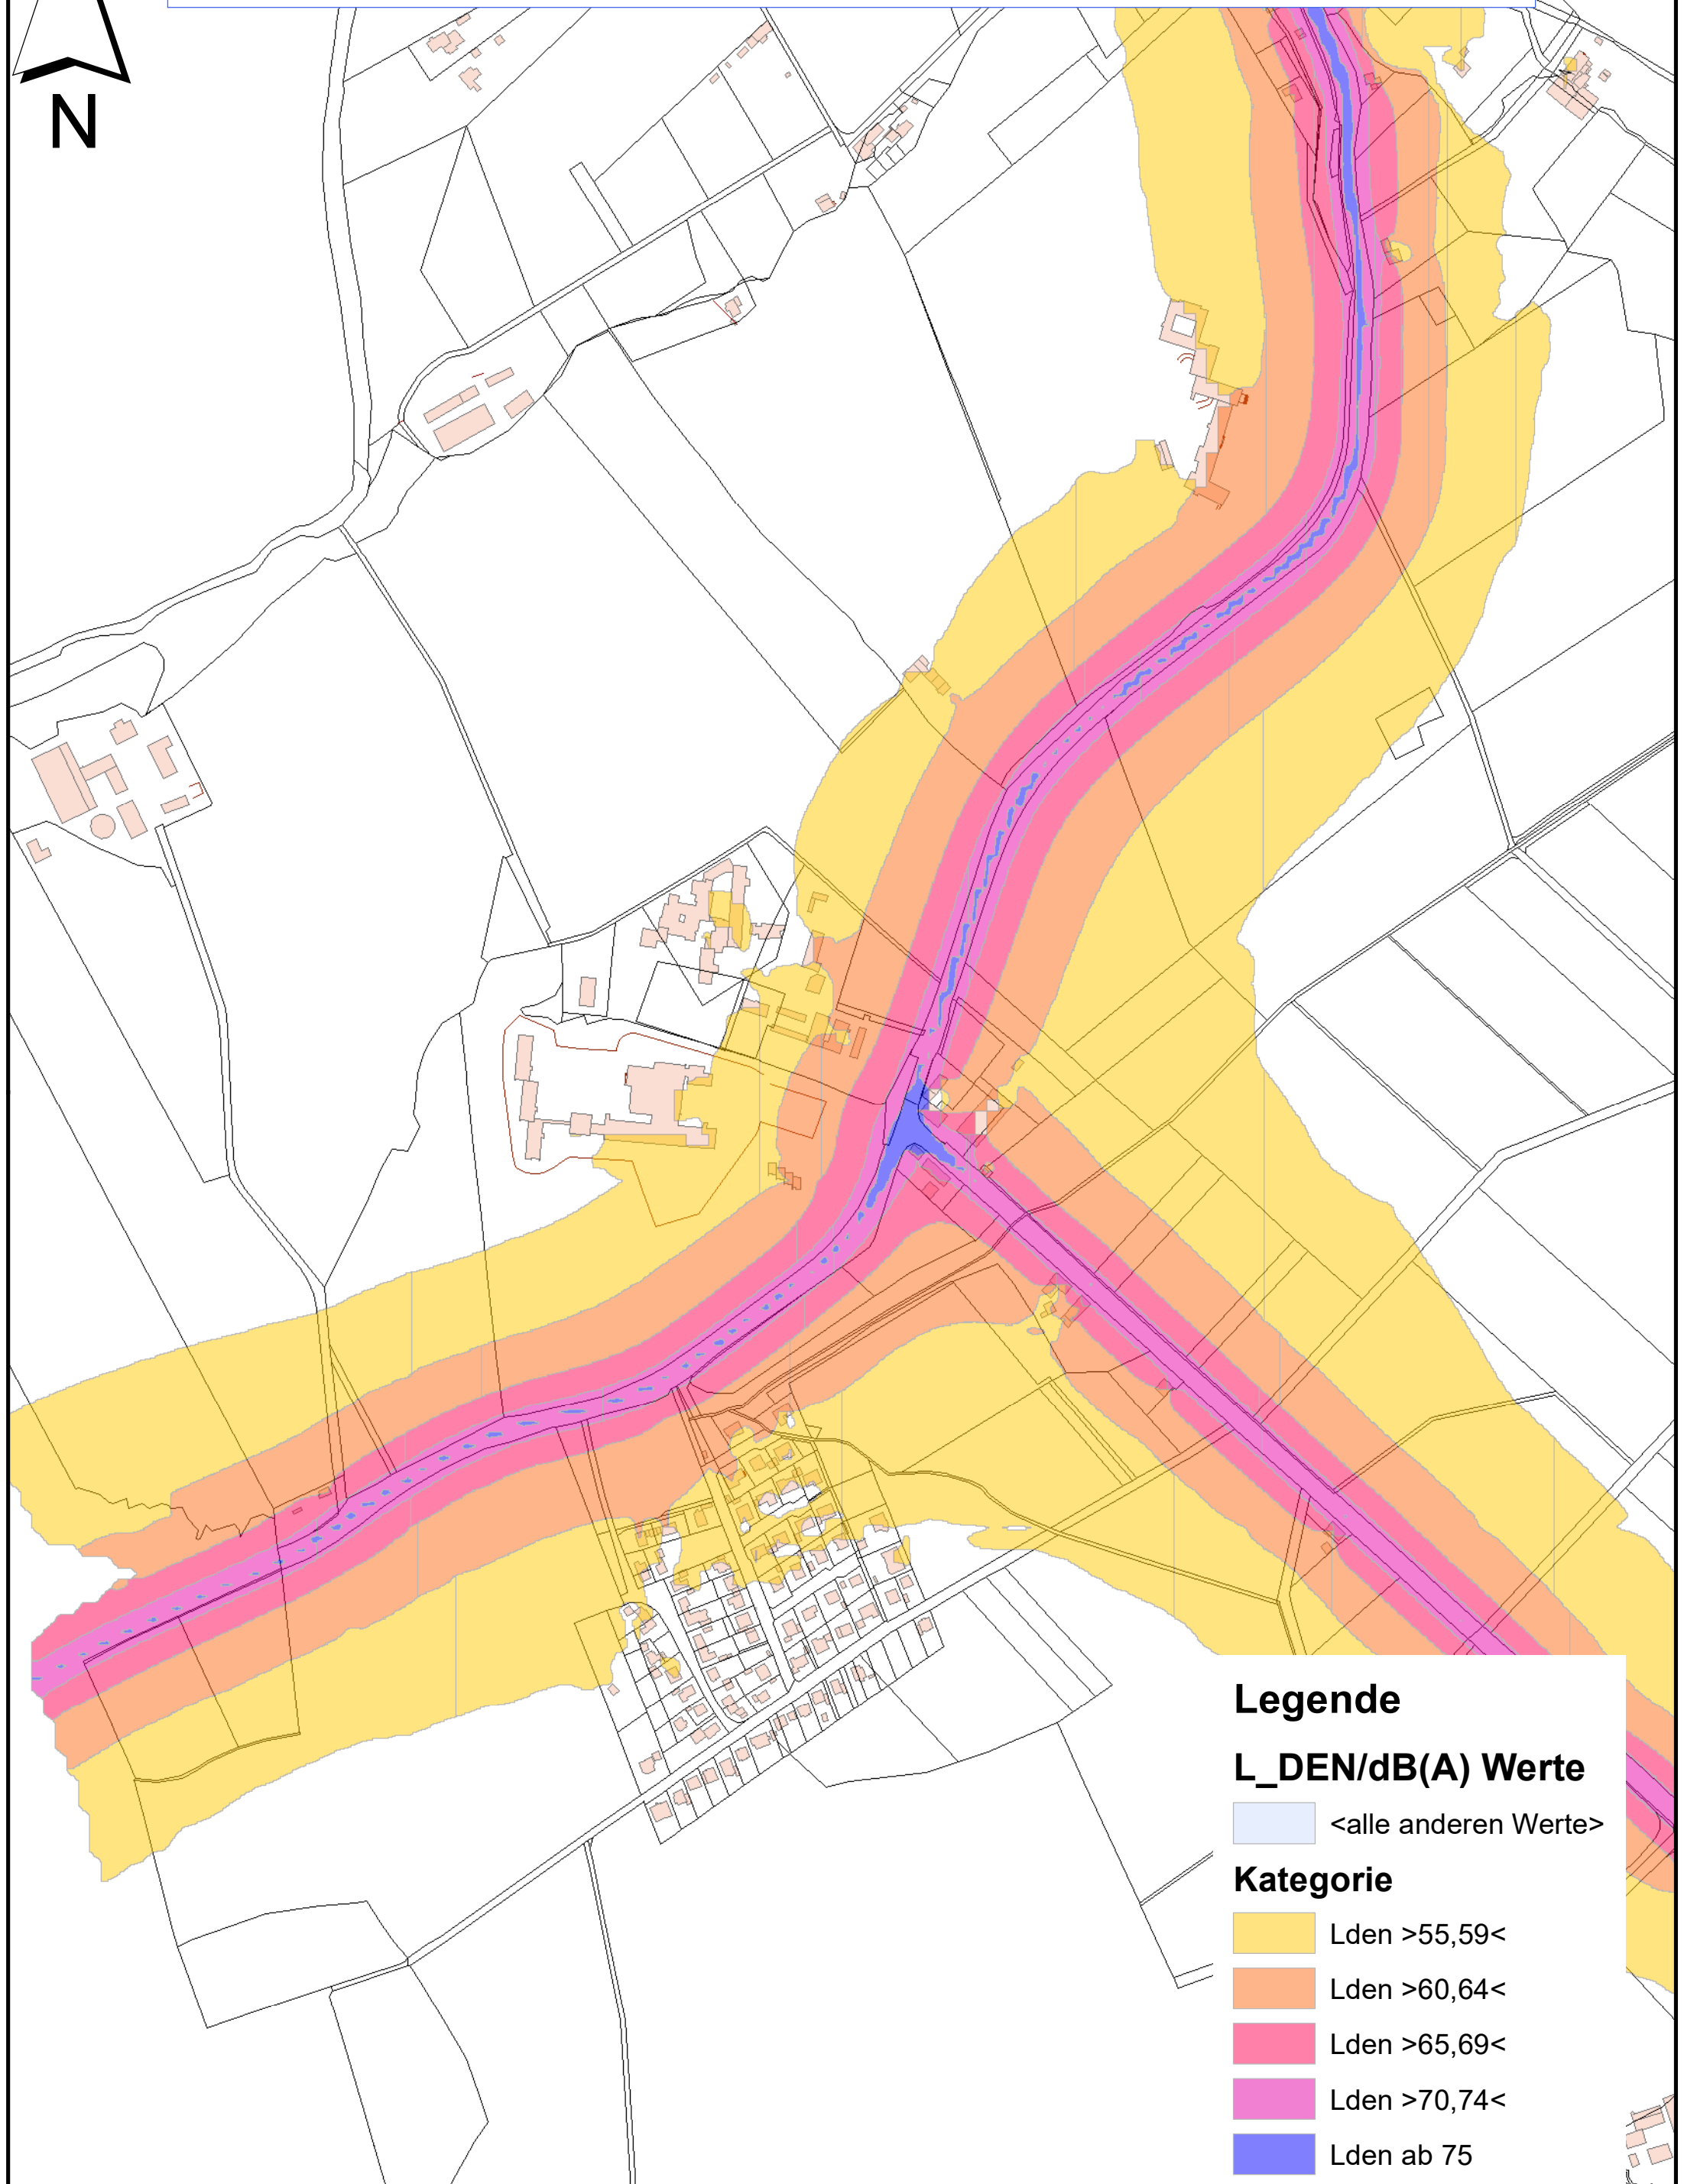 N
Legende
L_DEN/dB(A) Werte
<alle anderen Werte>
Kategorie
Lden >55,59<
Lden >60,64<
Lden >65,69<
Lden >70,74<
Lden ab 75